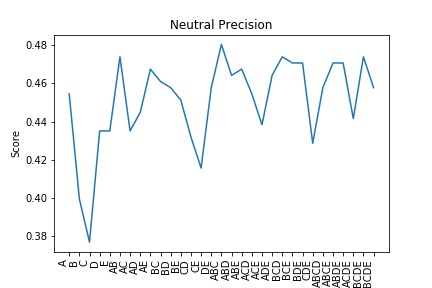 Neutral Precision
0.48
0.46
0.44
0.42
0.40
0.38
Score
A
B
C
D
E
AB
AC
AD
AE
BC
BD
BE
CD
CE
DE
ABC
ABD
ABE
ACD
ACE
ADE
BCD
BCE
BDE
CDE
ABCD
ABCE
ABDE
ACDE
BCDE
BCDE